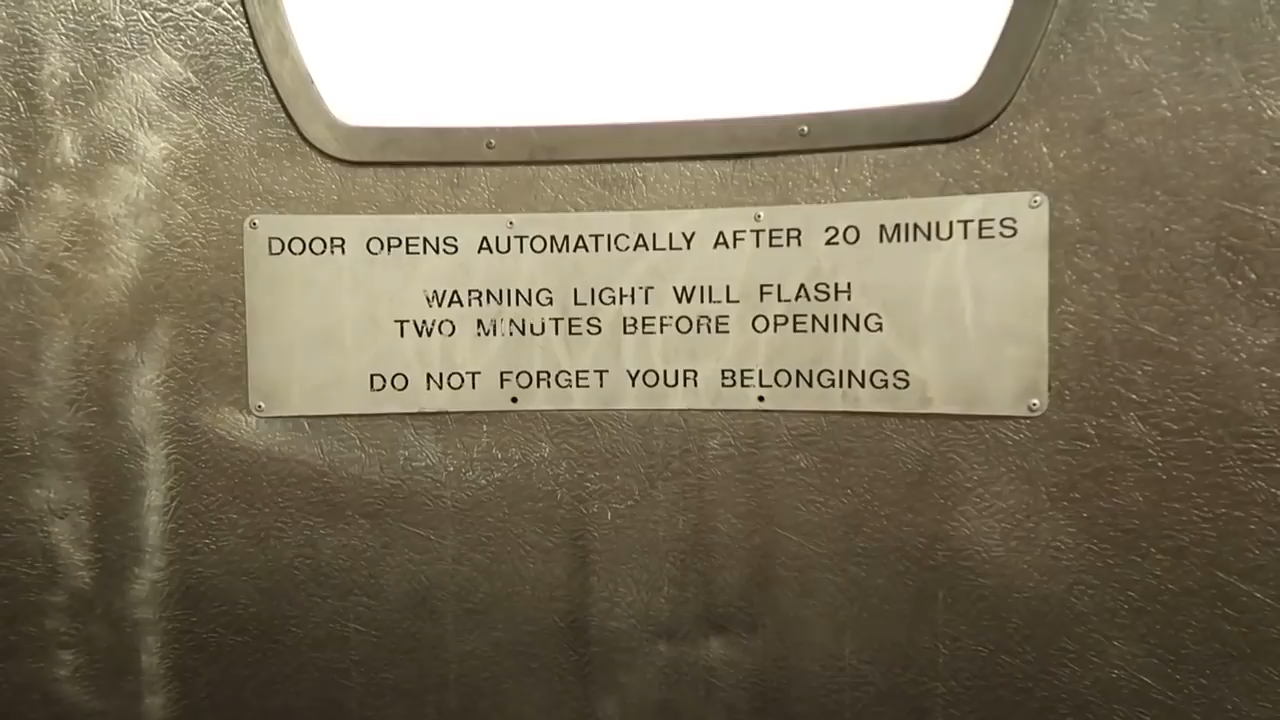 DOOR OPENS AUTOMATICALLY AFTER 20 MINUTES
WARNING LIGHT WILL FLASH
TWO MINUTES BEFORE OPENING
DO NOT FORGET YOUR BELONGINGS